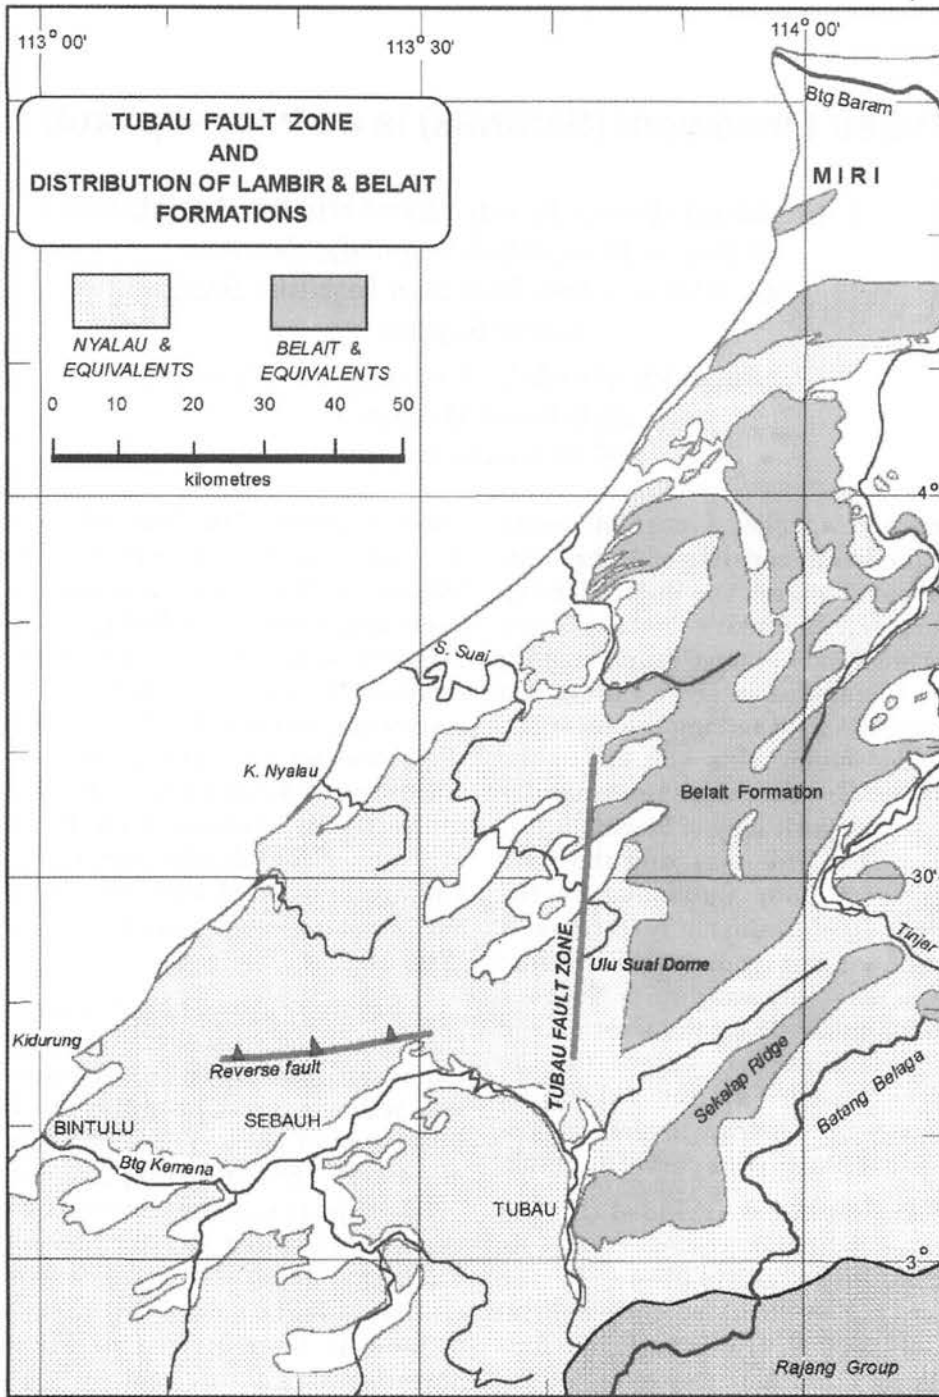 113° 00'
113° 30'
114° 00'
TUBAU FAULT ZONE
AND
DISTRIBUTION OF LAMBIR & BELAIT
FORMATIONS
Btg Baram
MIRI
NYALAU &
EQUIVALENTS
BELAIT &
EQUIVALENTS
0 10 20 30 40 50
kilometres
4°
S. Suai
K. Nyalau
Belait Formation
30'
Tinjar
TUBAU FAULT ZONE
Ulu Suai Dome
Kidurung
Reverse fault
Sekalap Ridge
Batang Belaga
SEBAUH
BINTULU
Btg Kemena
TUBAU
3°
Rajang Group